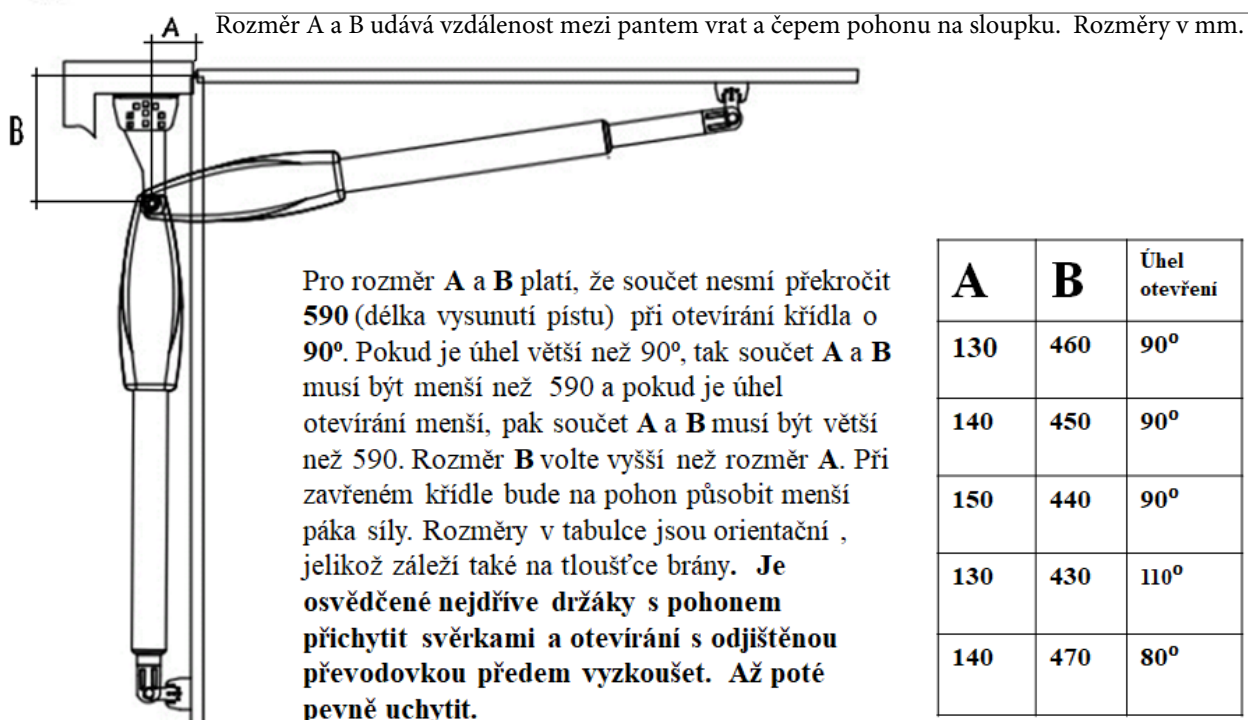 Rozměr A a B udává vzdálenost mezi pantem vrat a čepem pohonu na sloupku. Rozměry v mm.
A
B
Pro rozměr A a B platí, že součet nesmí překročit
590 (délka vysunutí pístu) při otevírání křídla o
90º. Pokud je úhel větší než 90º, tak součet A a B
musí být menší než 590 a pokud je úhel
otevírání menší, pak součet A a B musí být větší
než 590. Rozměr B volte vyšší než rozměr A. Při
zavřeném křídle bude na pohon působit menší
páka síly. Rozměry v tabulce jsou orientační ,
jelikož záleží také na tloušťce brány. Je
osvědčené nejdříve držáky s pohonem
přichytit svěrkami a otevírání s odjištěnou
převodovkou předem vyzkoušet. Až poté
pevně uchytit.
A B Úhel
otevření
130 460 90º
140 450 90º
150 440 90º
130 430 110º
140 470 80º